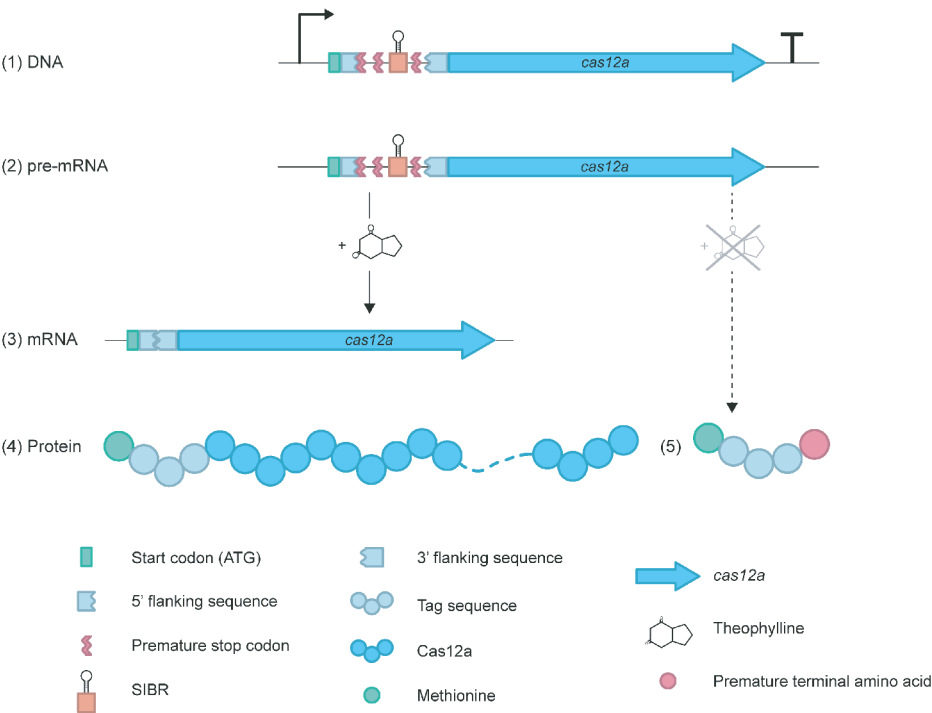 (1) DNA
cas12a
(2) pre-mRNA
cas12a
+
+
(3) mRNA
cas12a
(4) Protein
(5)
Start codon (ATG)
5' flanking sequence
Premature stop codon
SIBR
3' flanking sequence
Tag sequence
Cas12a
Methionine
cas12a
Theophylline
Premature terminal amino acid